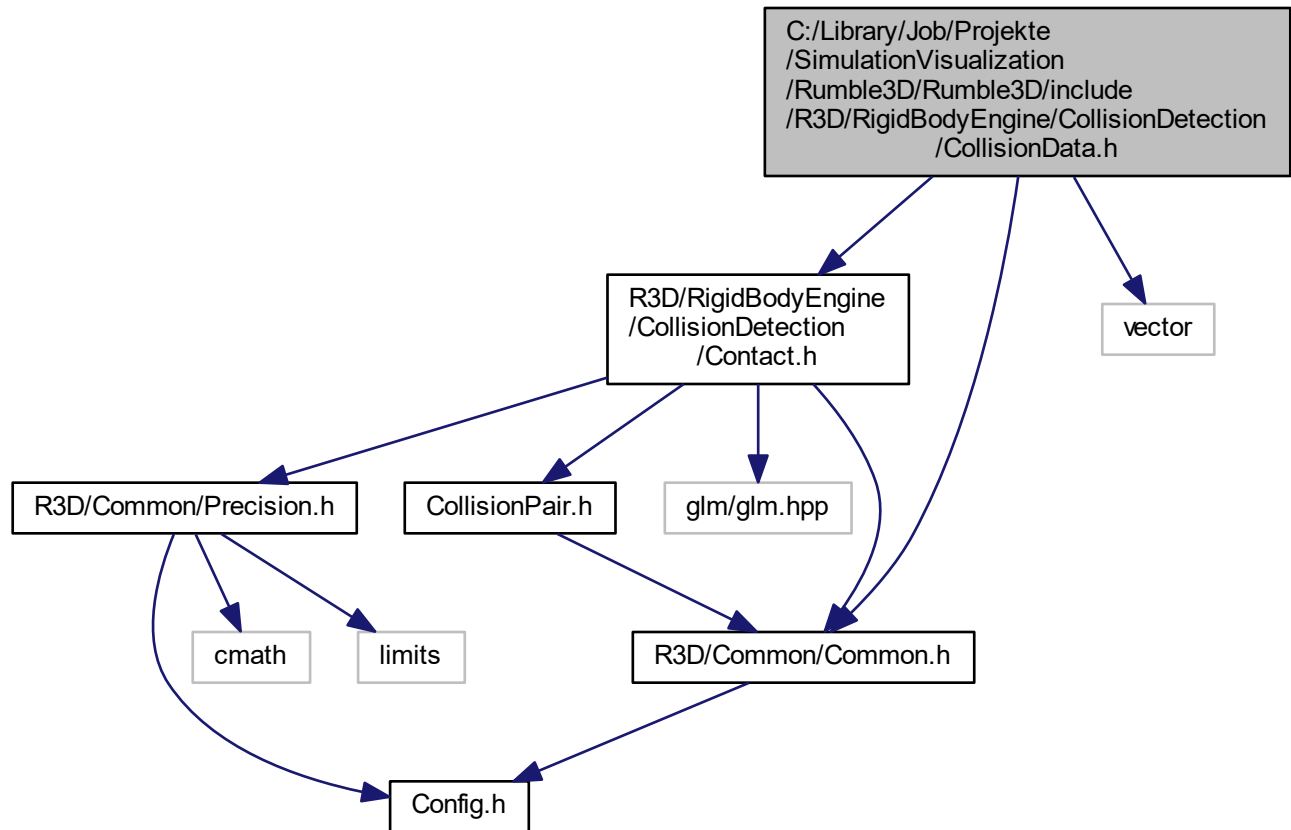 C:/Library/Job/Projekte
/SimulationVisualization
/Rumble3D/Rumble3D/include
/R3D/RigidBodyEngine/CollisionDetection
/CollisionData.h
R3D/RigidBodyEngine
/CollisionDetection
/Contact.h
vector
R3D/Common/Precision.h
CollisionPair.h
glm/glm.hpp
cmath
limits
R3D/Common/Common.h
Config.h